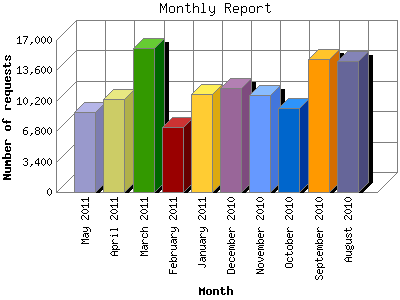 Monthly Report
17,000
13,600
10,200
6,800
3,400
0
Number of requests
May 2011
April 2011
March 2011
February 2011
January 2011
December 2010
November 2010
October 2010
September 2010
August 2010
Month